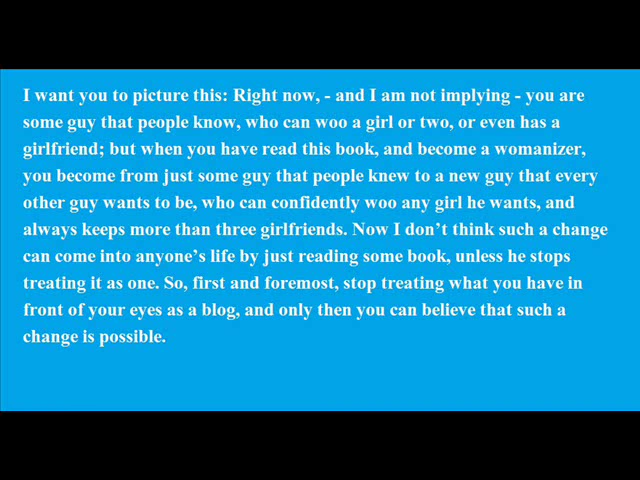 I want you to picture this: Right now, - and I am not implying - you are
some guy that people know, who can woo a girl or two, or even has a
girlfriend; but when you have read this book, and become a womanizer,
you become from just some guy that people knew to a new guy that every
other guy wants to be, who can confidently woo any girl he wants, and
always keeps more than three girlfriends. Now I don’t think such a change
can come into anyone’s life by just reading some book, unless he stops
treating it as one. So, first and foremost, stop treating what you have in
front of your eyes as a blog, and only then you can believe that such a
change is possible.